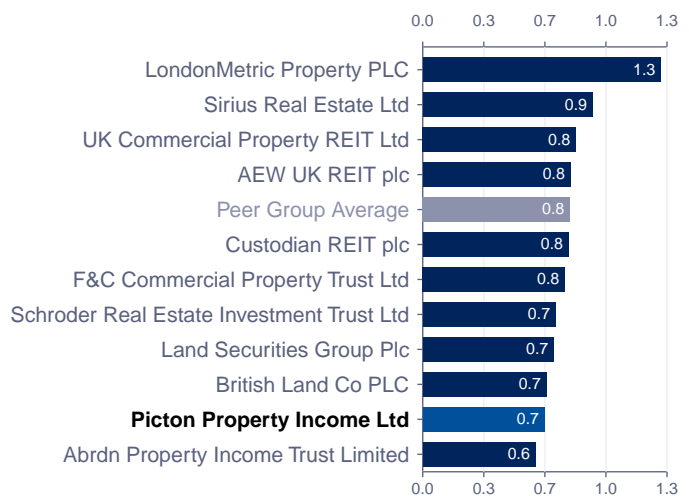 0.0 0.3 0.7 1.0 1.3
LondonMetric Property PLC 1.3
Sirius Real Estate Ltd 0.9
UK Commercial Property REIT Ltd 0.8
AEW UK REIT plc 0.8
Peer Group Average 0.8
Custodian REIT plc 0.8
F&C Commercial Property Trust Ltd 0.8
Schroder Real Estate Investment Trust Ltd 0.7
Land Securities Group Plc 0.7
British Land Co PLC 0.7
Picton Property Income Ltd 0.7
Abrdn Property Income Trust Limited 0.6
0.0 0.3 0.7 1.0 1.3